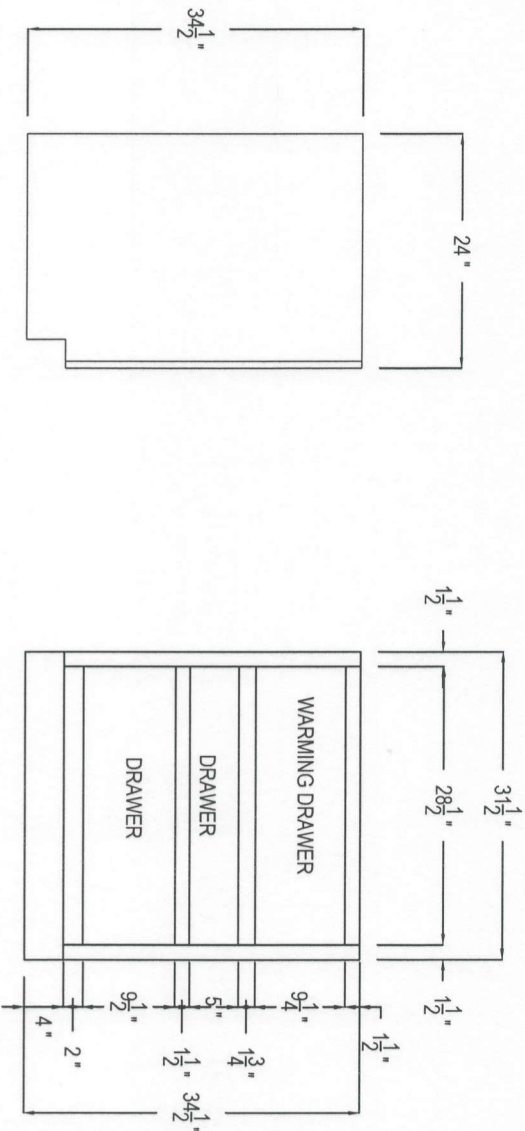 34 1/2 "
24 "
1 1/2 "
31 1/2 "
28 1/2 "
1 1/2 "
WARMING DRAWER
DRAWER
DRAWER
1 1/2 "
9 1/4 "
1 3/4 "
5 "
1 1/2 "
9 1/2 "
2 "
4 "
34 1/2 "